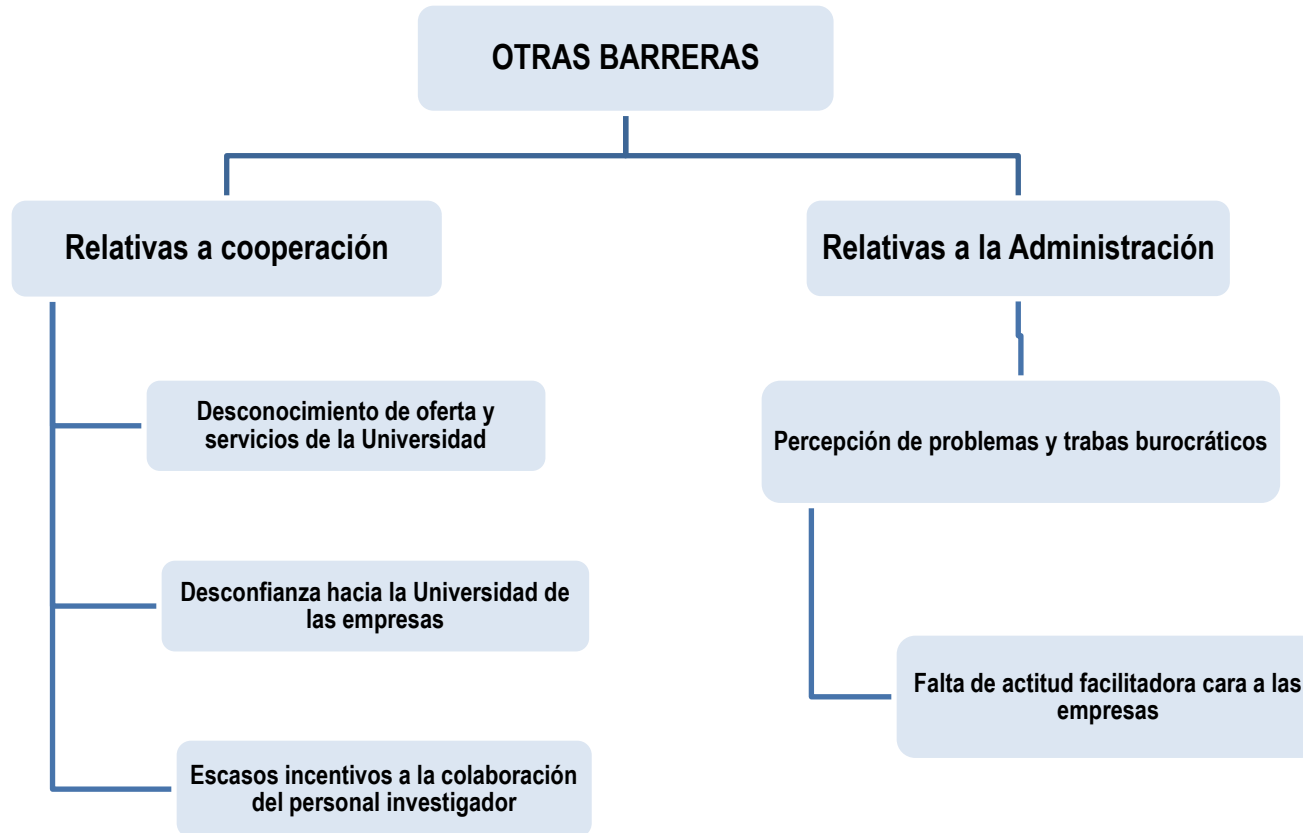 OTRAS BARRERAS
Relativas a cooperación
Relativas a la Administración
Desconocimiento de oferta y
servicios de la Universidad
Percepción de problemas y trabas burocráticos
Desconfianza hacia la Universidad de
las empresas
Falta de actitud facilitadora cara a las
empresas
Escasos incentivos a la colaboración
del personal investigador